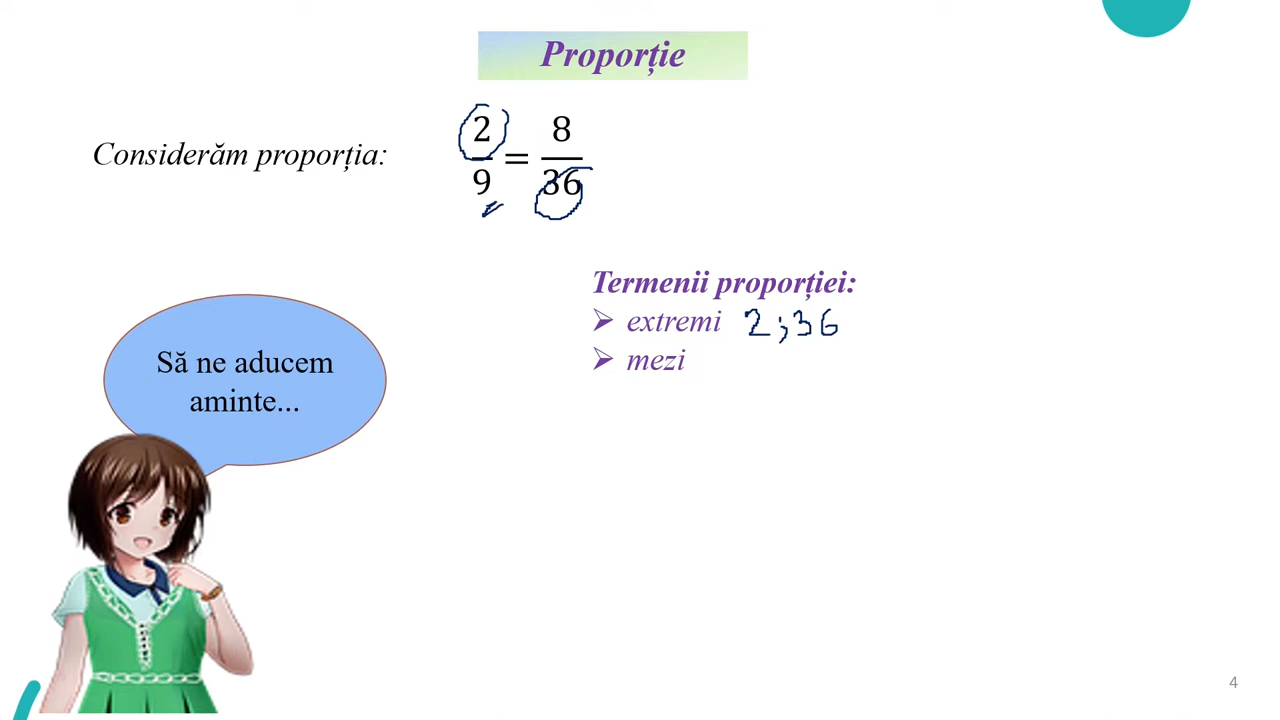 Proporție
Considerăm proporția:
2/9 = 8/36
Termenii proporției:
➢ extremi 2;36
➢ mezi
Să ne aducem
aminte...
4